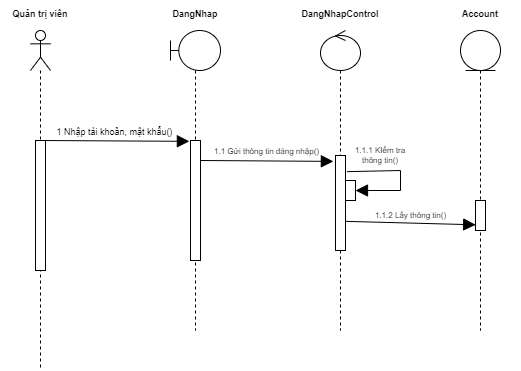 Quản trị viên
DangNhap
DangNhapControl
Account
1 Nhập tài khoản, mật khẩu()
1.1 Gửi thông tin đăng nhập()
1.1.1 Kiểm tra
thông tin()
1.1.2 Lấy thông tin()